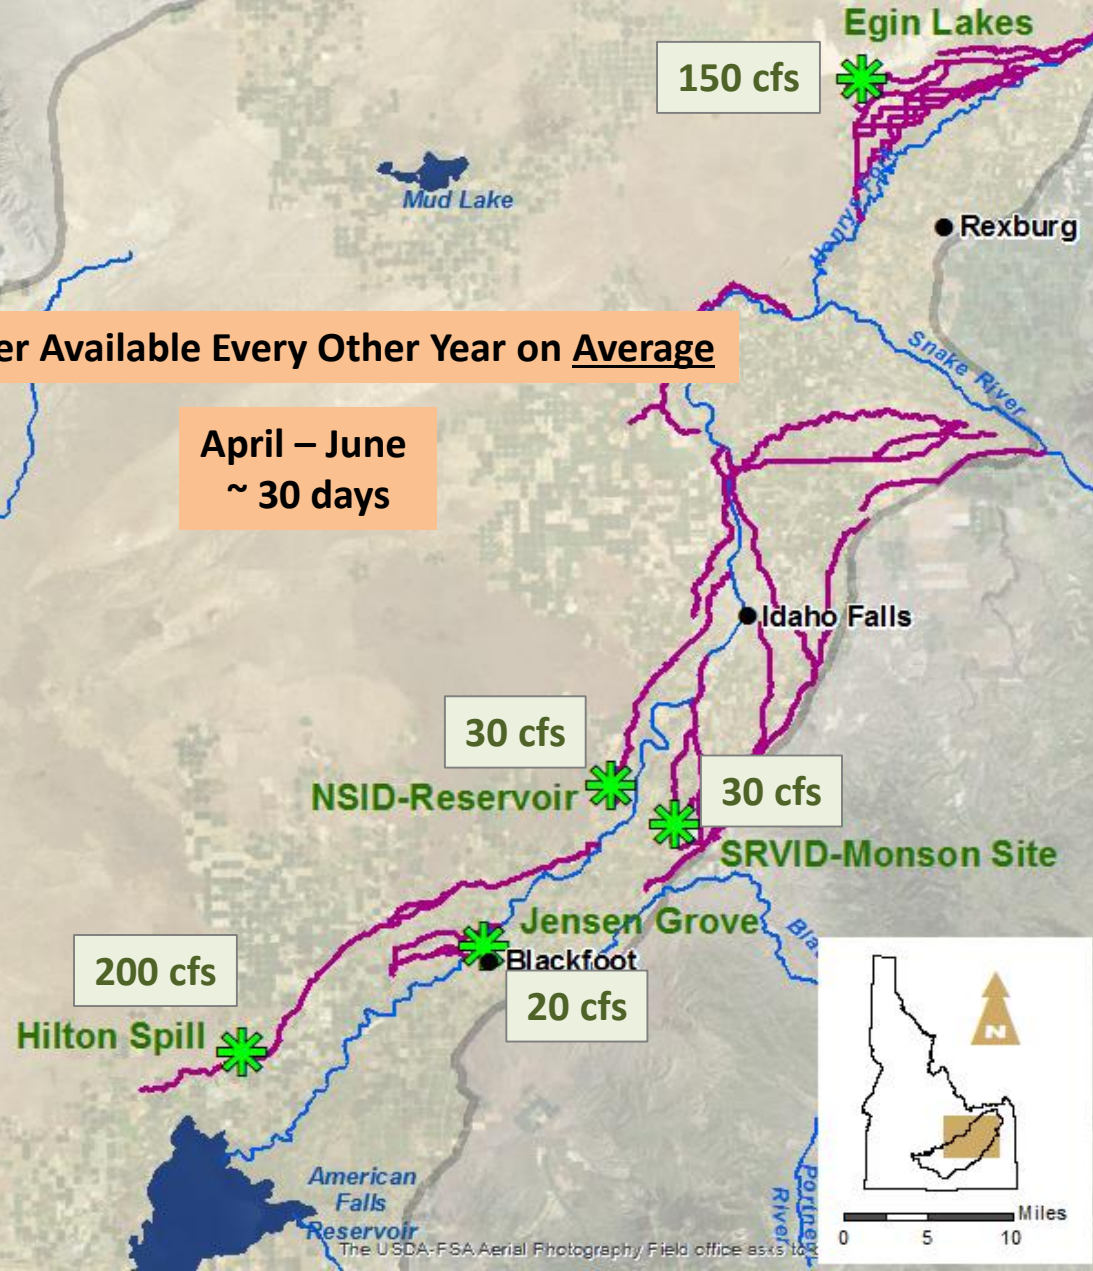 Egin Lakes
150 cfs
Mud Lake
Henrys Fork
Rexburg
er Available Every Other Year on Average
Snake River
April – June
~ 30 days
Idaho Falls
30 cfs
NSID-Reservoir
30 cfs
SRVID-Monson Site
Jensen Grove
Bla
Blackfoot
200 cfs
20 cfs
Hilton Spill
N
American
Falls
Reservoir
Portneuf
River
Miles
0 5 10
The USDA-FSA Aerial Photography Field office asks to